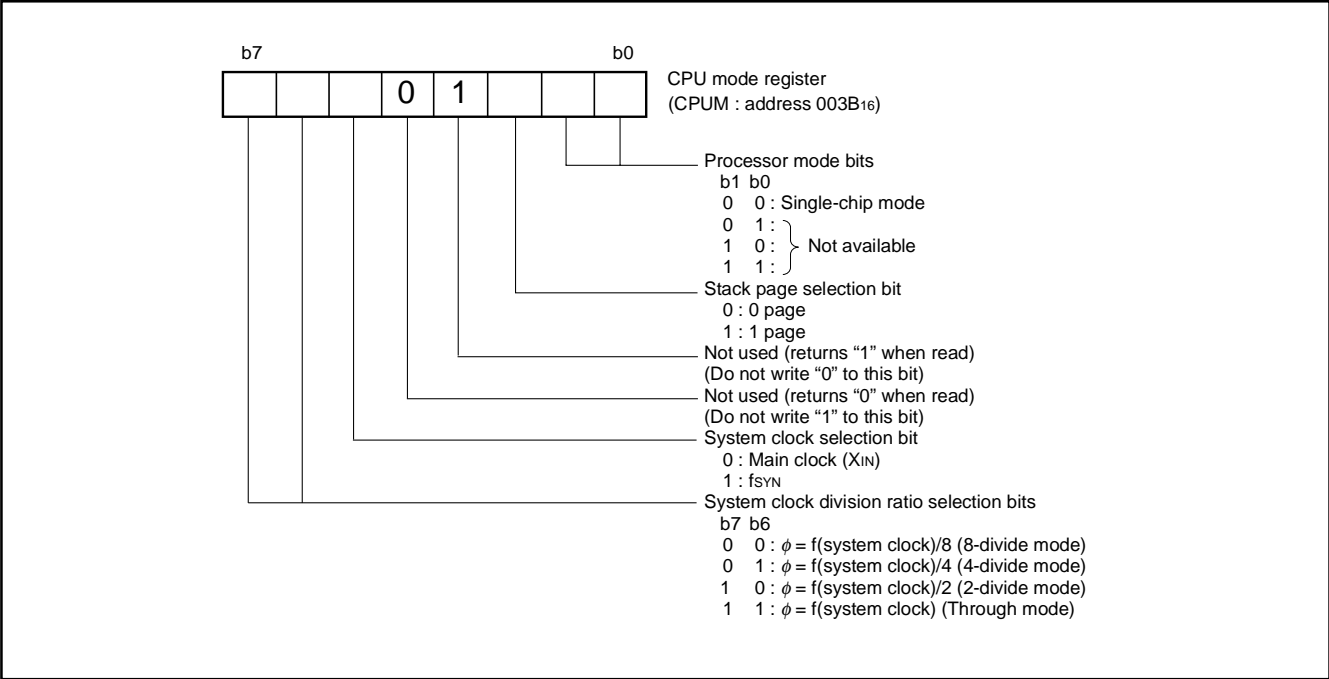 b7 b0
0 1
CPU mode register
(CPUM : address 003B16)
Processor mode bits
b1 b0
0 0 : Single-chip mode
0 1 :
1 0 : Not available
1 1 :
Stack page selection bit
0 : 0 page
1 : 1 page
Not used (returns “1” when read)
(Do not write “0” to this bit)
Not used (returns “0” when read)
(Do not write “1” to this bit)
System clock selection bit
0 : Main clock (XIN)
1 : fSYN
System clock division ratio selection bits
b7 b6
0 0 : ϕ = f(system clock)/8 (8-divide mode)
0 1 : ϕ = f(system clock)/4 (4-divide mode)
1 0 : ϕ = f(system clock)/2 (2-divide mode)
1 1 : ϕ = f(system clock) (Through mode)